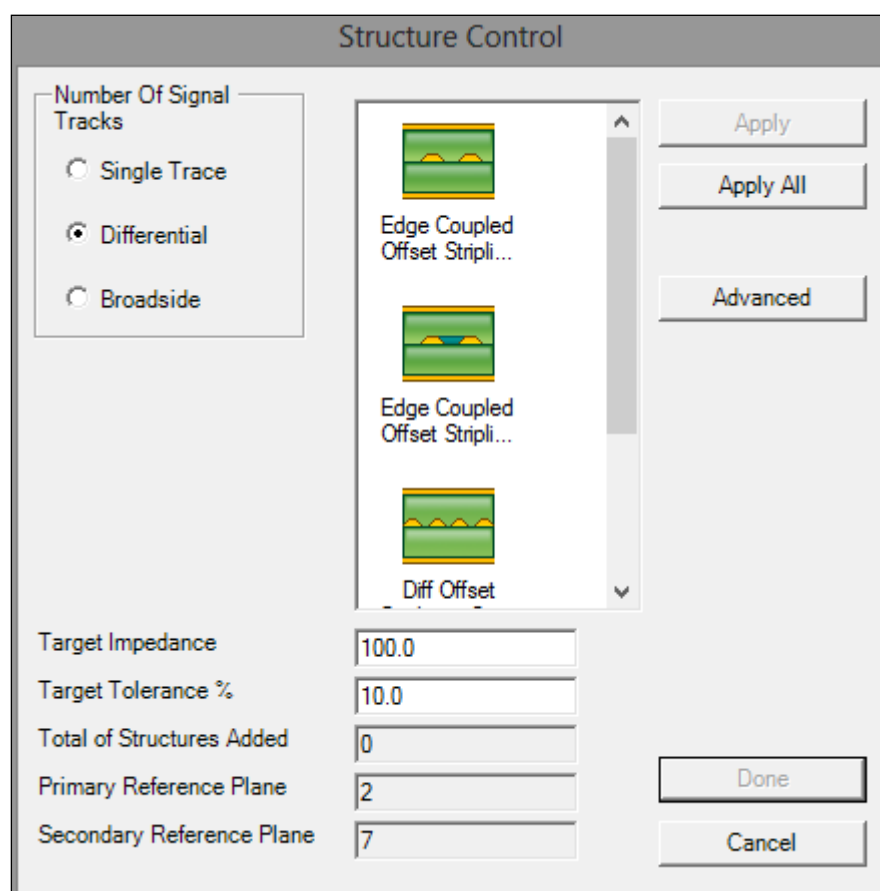 Structure Control
Number Of Signal
Tracks
Single Trace
Differential
Broadside
Edge Coupled
Offset Stripli...
Edge Coupled
Offset Stripli...
Diff Offset
Apply
Apply All
Advanced
Target Impedance
100.0
Target Tolerance %
10.0
Total of Structures Added
0
Primary Reference Plane
2
Secondary Reference Plane
7
Done
Cancel